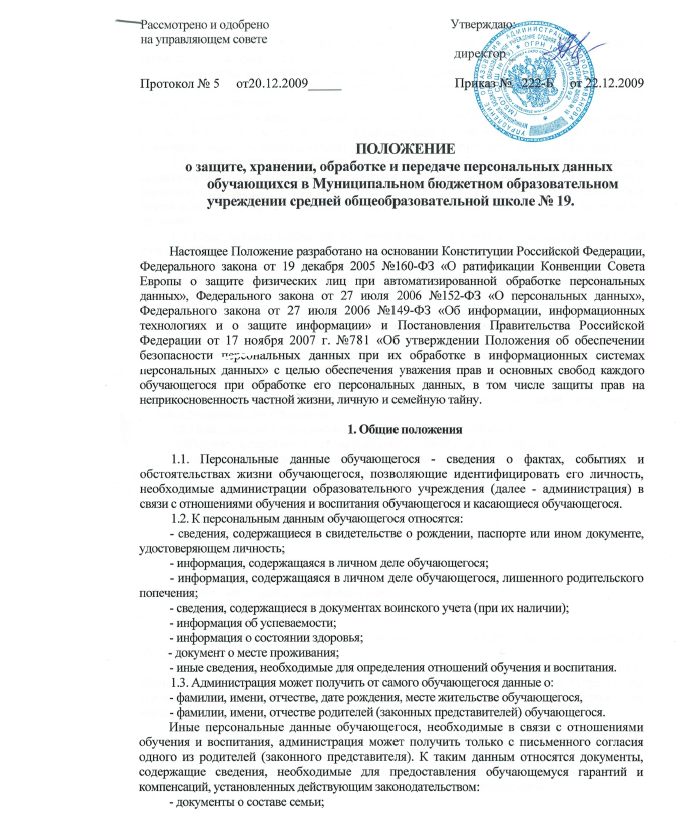 Рассмотрено и одобрено
на управляющем совете
Утверждаю:
директор
Протокол № 5 от20.12.2009_____
Приказ № 222-Б от 22.12.2009
ПОЛОЖЕНИЕ
о защите, хранении, обработке и передаче персональных данных
обучающихся в Муниципальном бюджетном образовательном
учреждении средней общеобразовательной школе № 19.
Настоящее Положение разработано на основании Конституции Российской Федерации,
Федерального закона от 19 декабря 2005 №160-ФЗ «О ратификации Конвенции Совета
Европы о защите физических лиц при автоматизированной обработке персональных
данных», Федерального закона от 27 июля 2006 №152-ФЗ «О персональных данных»,
Федерального закона от 27 июля 2006 №149-ФЗ «Об информации, информационных
технологиях и о защите информации» и Постановления Правительства Российской
Федерации от 17 ноября 2007 г. №781 «Об утверждении Положения об обеспечении
безопасности персональных данных при их обработке в информационных системах
персональных данных» с целью обеспечения уважения прав и основных свобод каждого
обучающегося при обработке его персональных данных, в том числе защиты прав на
неприкосновенность частной жизни, личную и семейную тайну.
1. Общие положения
1.1. Персональные данные обучающегося - сведения о фактах, событиях и
обстоятельствах жизни обучающегося, позволяющие идентифицировать его личность,
необходимые администрации образовательного учреждения (далее - администрация) в
связи с отношениями обучения и воспитания обучающегося и касающиеся обучающегося.
1.2. К персональным данным обучающегося относятся:
- сведения, содержащиеся в свидетельстве о рождении, паспорте или ином документе,
удостоверяющем личность;
- информация, содержащаяся в личном деле обучающегося;
- информация, содержащаяся в личном деле обучающегося, лишенного родительского
попечения;
- сведения, содержащиеся в документах воинского учета (при их наличии);
- информация об успеваемости;
- информация о состоянии здоровья;
- документ о месте проживания;
- иные сведения, необходимые для определения отношений обучения и воспитания.
1.3. Администрация может получить от самого обучающегося данные о:
- фамилии, имени, отчестве, дате рождения, месте жительстве обучающегося,
- фамилии, имени, отчестве родителей (законных представителей) обучающегося.
Иные персональные данные обучающегося, необходимые в связи с отношениями
обучения и воспитания, администрация может получить только с письменного согласия
одного из родителей (законного представителя). К таким данным относятся документы,
содержащие сведения, необходимые для предоставления обучающемуся гарантий и
компенсаций, установленных действующим законодательством:
- документы о составе семьи;